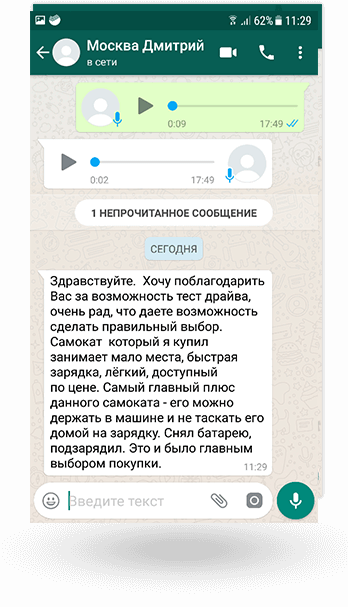 62% 11:29
Москва Дмитрий
в сети
0:09 17:49
0:02 17:49
1 НЕПРОЧИТАННОЕ СООБЩЕНИЕ
СЕГОДНЯ
Здравствуйте. Хочу поблагодарить
Вас за возможность тест драйва,
очень рад, что даете возможность
сделать правильный выбор.
Самокат который я купил
занимает мало места, быстрая
зарядка, лёгкий, доступный
по цене. Самый главный плюс
данного самоката - его можно
держать в машине и не таскать его
домой на зарядку. Снял батарею,
подзарядил. Это и было главным
выбором покупки.
11:29
Введите текст